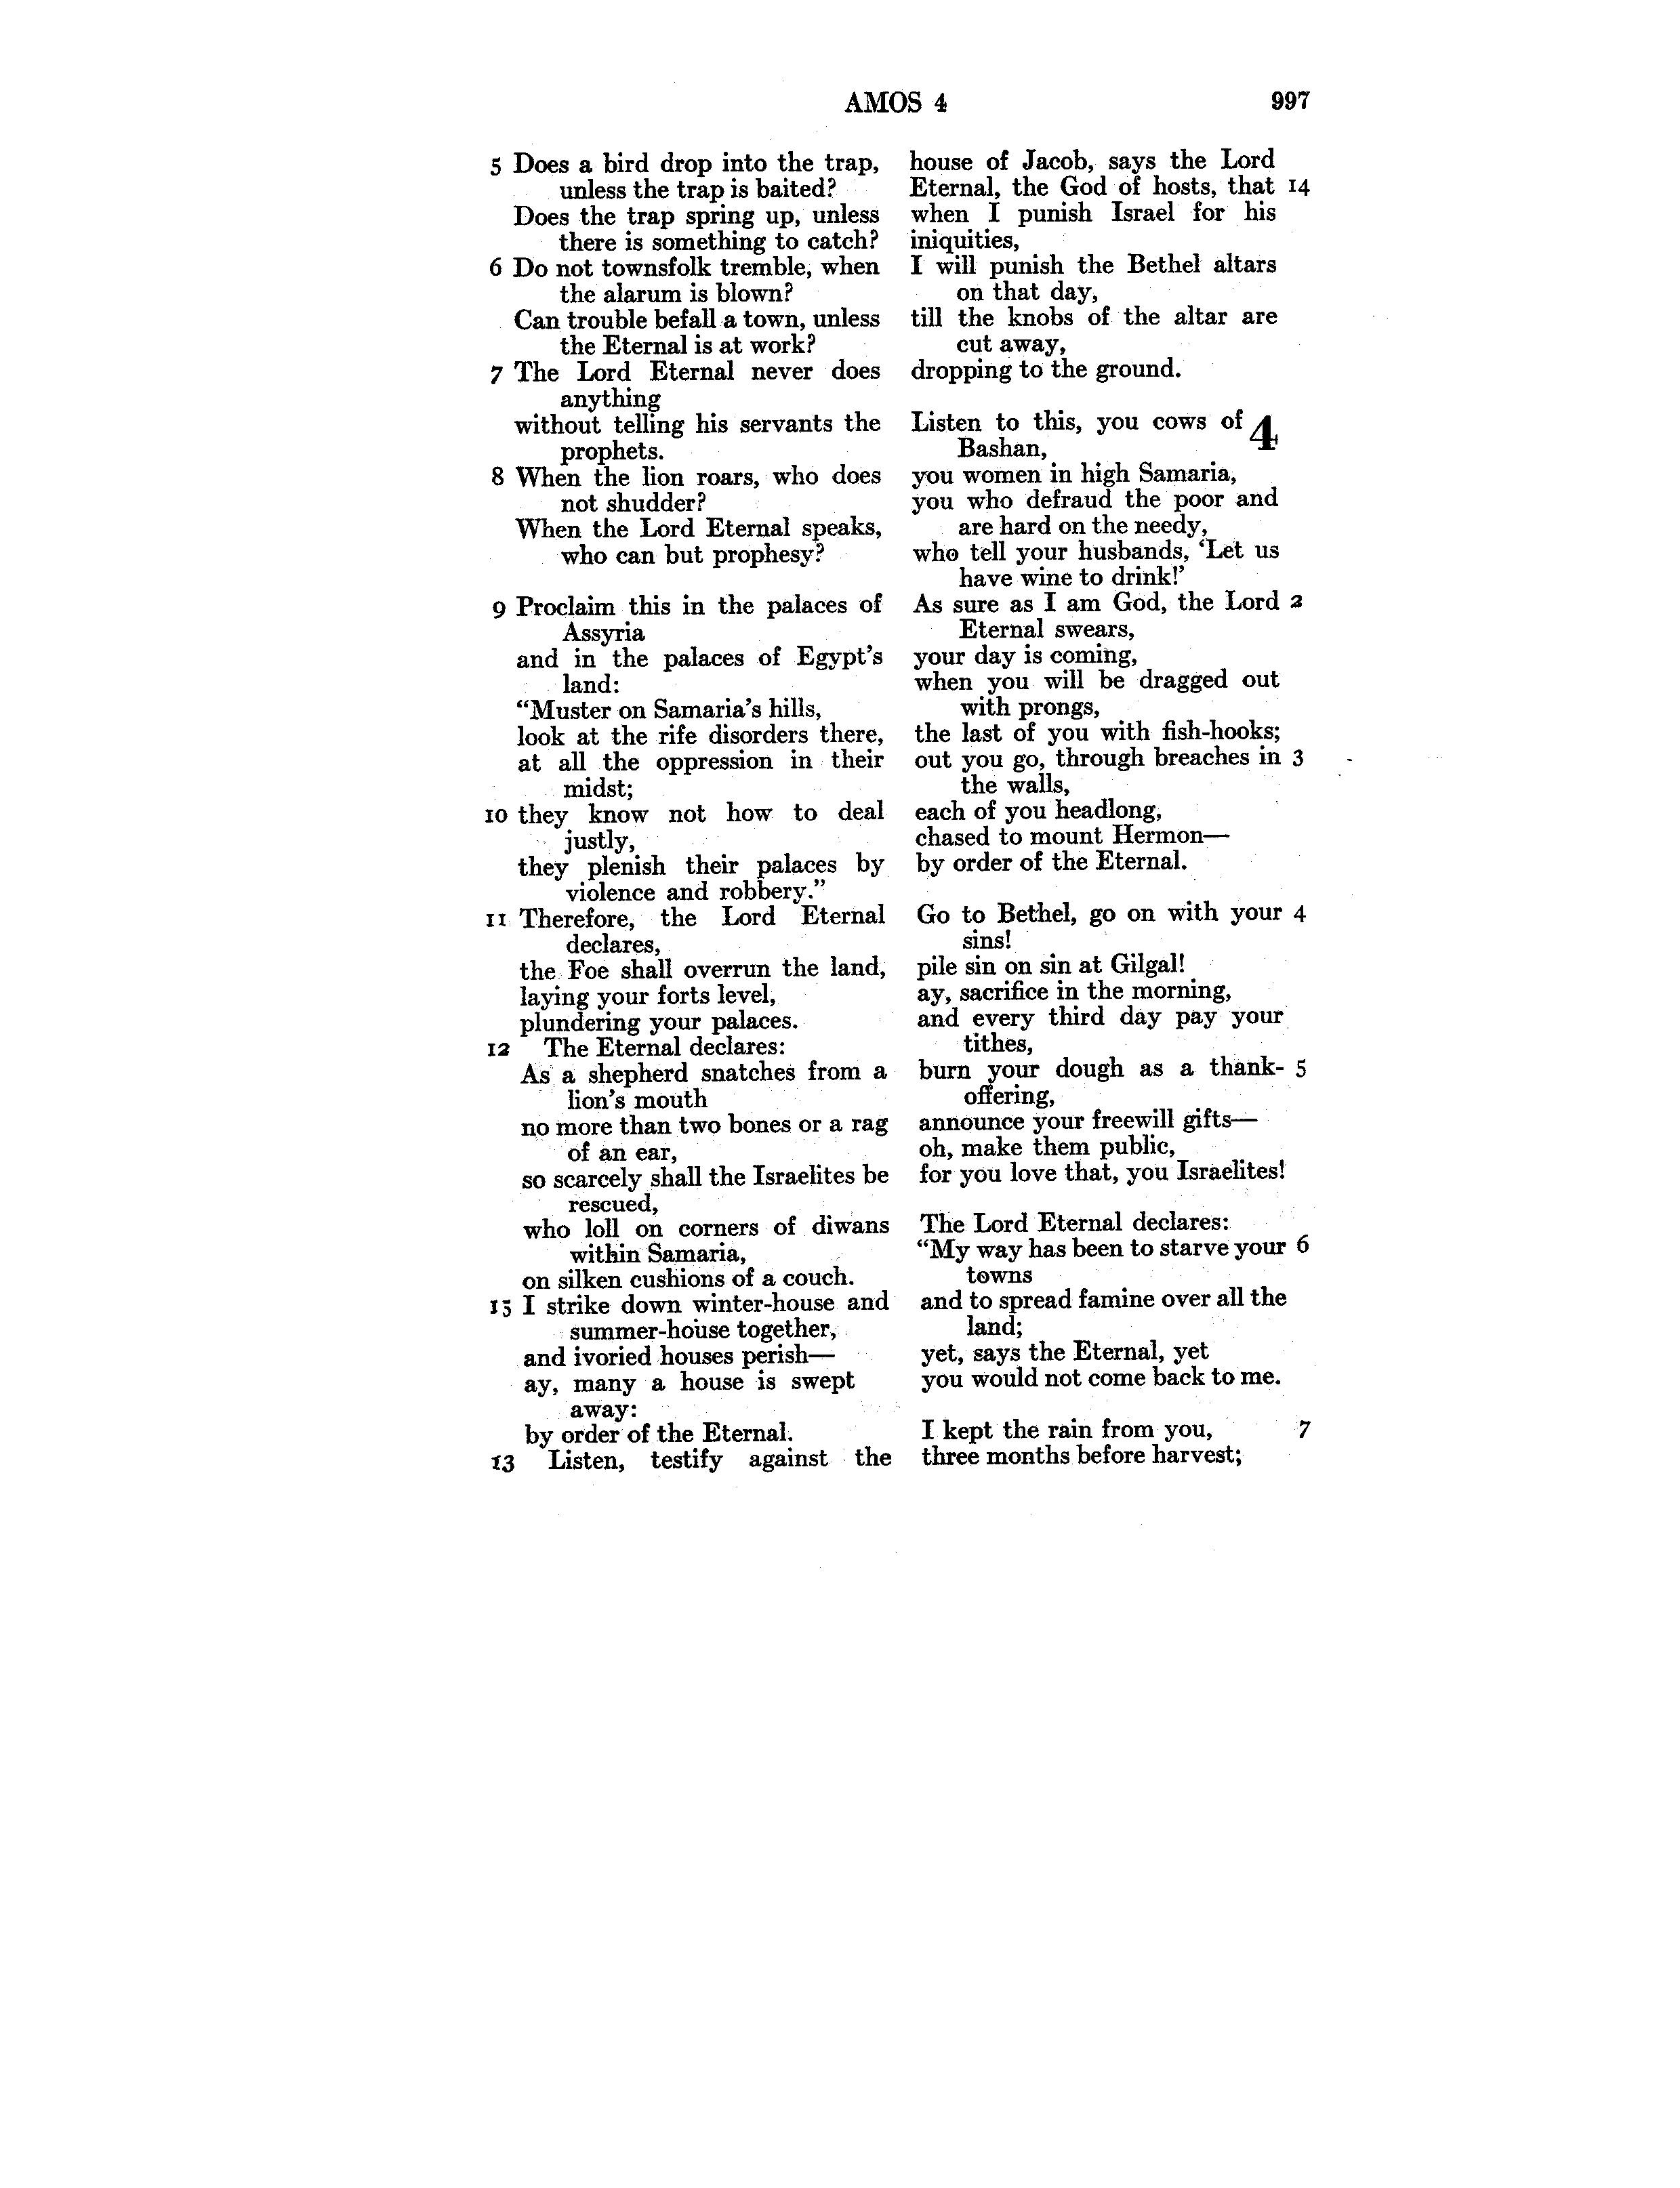 AMOS 4 997
5 Does a bird drop into the trap,
unless the trap is baited?
Does the trap spring up, unless
there is something to catch?
6 Do not townsfolk tremble, when
the alarum is blown?
Can trouble befall a town, unless
the Eternal is at work?
7 The Lord Eternal never does
anything
without telling his servants the
prophets.
8 When the lion roars, who does
not shudder?
When the Lord Eternal speaks,
who can but prophesy?
9 Proclaim this in the palaces of
Assyria
and in the palaces of Egypt's
land:
“Muster on Samaria's hills,
look at the rife disorders there,
at all the oppression in their
midst;
10 they know not how to deal
justly,
they plenish their palaces by
violence and robbery.”
11 Therefore, the Lord Eternal
declares,
the Foe shall overrun the land,
laying your forts level,
plundering your palaces.
12 The Eternal declares:
As a shepherd snatches from a
lion's mouth
no more than two bones or a rag
of an ear,
so scarcely shall the Israelites be
rescued,
who loll on corners of diwans
within Samaria,
on silken cushions of a couch.
15 I strike down winter-house and
summer-house together,
and ivoried houses perish—
ay, many a house is swept
away:
by order of the Eternal.
13 Listen, testify against the
house of Jacob, says the Lord
Eternal, the God of hosts, that 14
when I punish Israel for his
iniquities,
I will punish the Bethel altars
on that day,
till the knobs of the altar are
cut away,
dropping to the ground.
Listen to this, you cows of 4
Bashan,
you women in high Samaria,
you who defraud the poor and
are hard on the needy,
who tell your husbands, ‘Let us
have wine to drink!’
As sure as I am God, the Lord 2
Eternal swears,
your day is coming,
when you will be dragged out
with prongs,
the last of you with fish-hooks;
out you go, through breaches in 3
the walls,
each of you headlong,
chased to mount Hermon—
by order of the Eternal.
Go to Bethel, go on with your 4
sins!
pile sin on sin at Gilgal!
ay, sacrifice in the morning,
and every third day pay your
tithes,
burn your dough as a thank- 5
offering,
announce your freewill gifts—
oh, make them public,
for you love that, you Israelites!
The Lord Eternal declares:
“My way has been to starve your 6
towns
and to spread famine over all the
land;
yet, says the Eternal, yet
you would not come back to me.
I kept the rain from you, 7
three months before harvest;